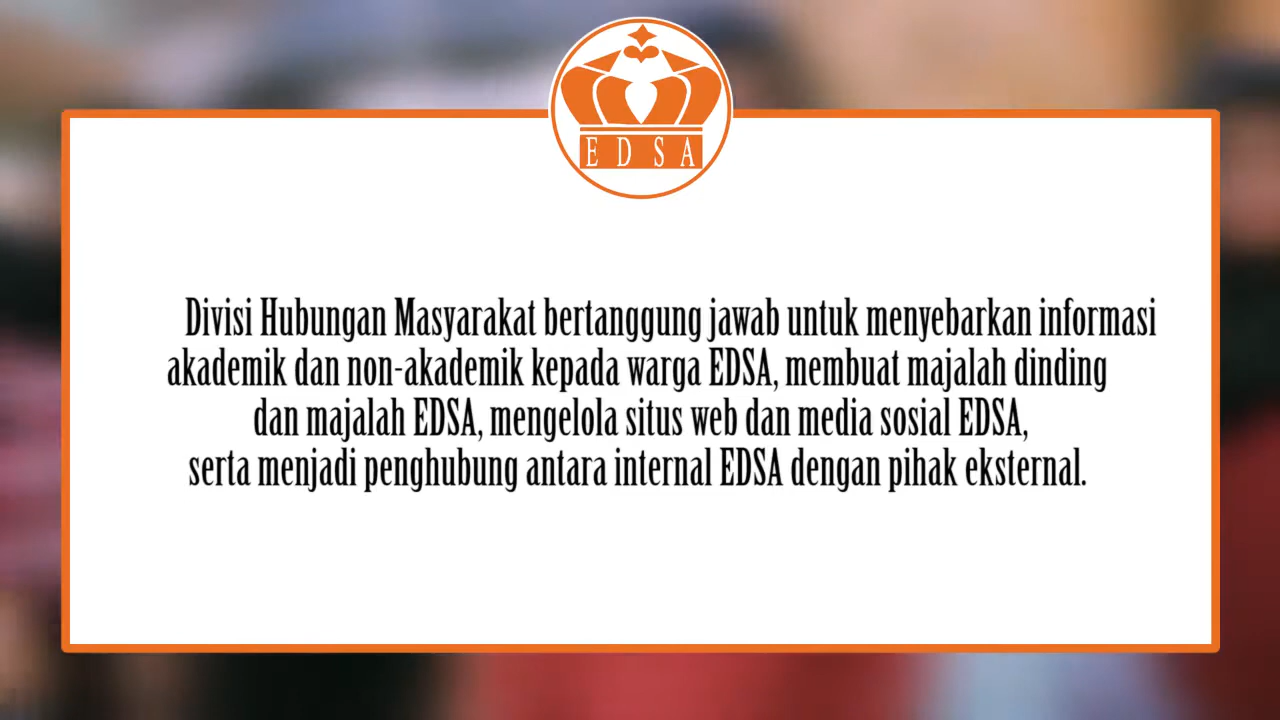 EDSA
Divisi Hubungan Masyarakat bertanggung jawab untuk menyebarkan informasi
akademik dan non-akademik kepada warga EDSA, membuat majalah dinding
dan majalah EDSA, mengelola situs web dan media sosial EDSA,
serta menjadi penghubung antara internal EDSA dengan pihak eksternal.